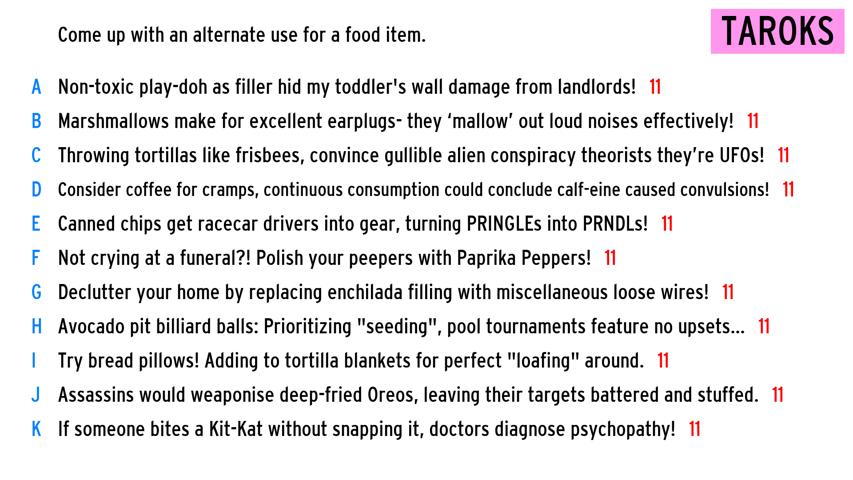 Come up with an alternate use for a food item.
TAROKS
A Non-toxic play-doh as filler hid my toddler's wall damage from landlords! 11
B Marshmallows make for excellent earplugs- they ‘mallow’ out loud noises effectively! 11
C Throwing tortillas like frisbees, convince gullible alien conspiracy theorists they’re UFOs! 11
D Consider coffee for cramps, continuous consumption could conclude calf-eine caused convulsions! 11
E Canned chips get racecar drivers into gear, turning PRINGLEs into PRNDLs! 11
F Not crying at a funeral?! Polish your peepers with Paprika Peppers! 11
G Declutter your home by replacing enchilada filling with miscellaneous loose wires! 11
H Avocado pit billiard balls: Prioritizing "seeding", pool tournaments feature no upsets... 11
I Try bread pillows! Adding to tortilla blankets for perfect "loafing" around. 11
J Assassins would weaponise deep-fried Oreos, leaving their targets battered and stuffed. 11
K If someone bites a Kit-Kat without snapping it, doctors diagnose psychopathy! 11